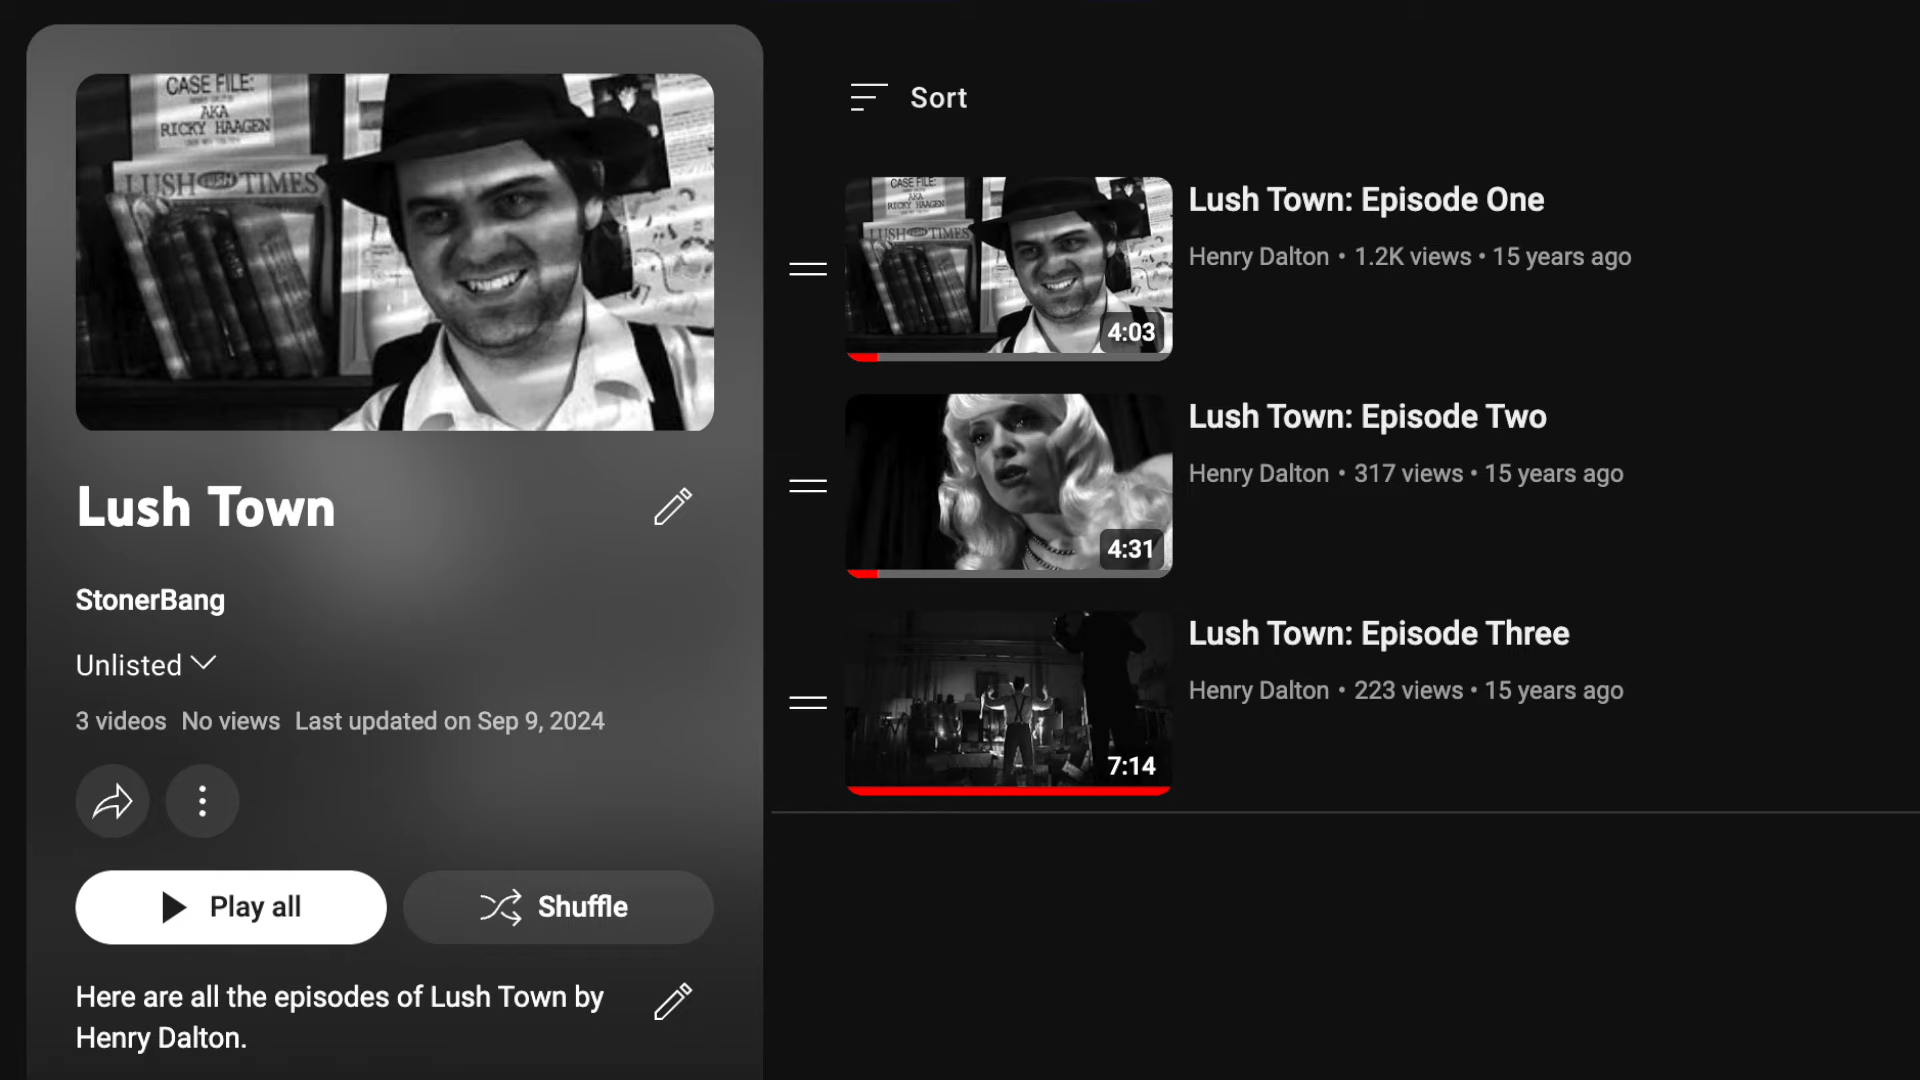 CASE FILE:
AKA
RICKY HAAGEN
LUSH TIMES
Lush Town
StonerBang
Unlisted
3 videos No views Last updated on Sep 9, 2024
Play all
Shuffle
Here are all the episodes of Lush Town by
Henry Dalton.
Sort
CASE FILE:
AKA
RICKY HAAGEN
LUSH TIMES
4:03
Lush Town: Episode One
Henry Dalton • 1.2K views • 15 years ago
4:31
Lush Town: Episode Two
Henry Dalton • 317 views • 15 years ago
7:14
Lush Town: Episode Three
Henry Dalton • 223 views • 15 years ago